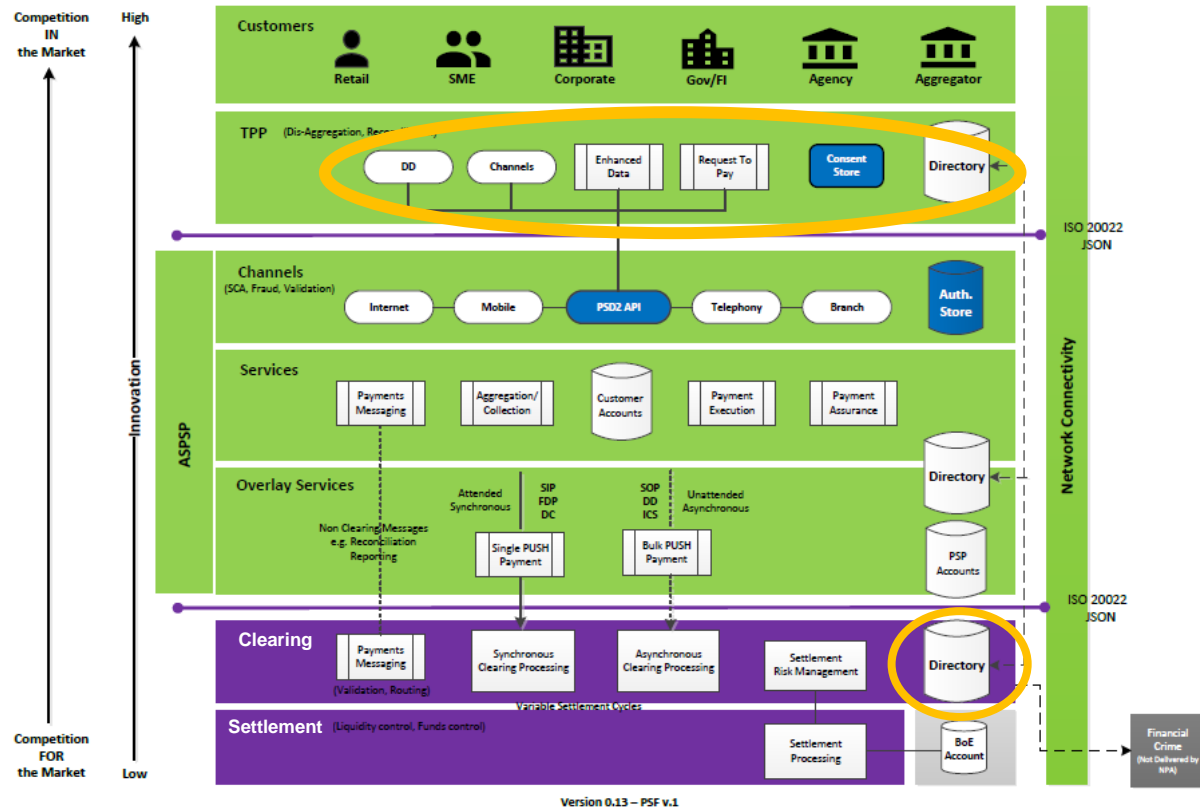 Competition
IN
the Market
High
Customers
Retail
SME
Corporate
Gov/FI
Agency
Aggregator
TPP
(Dis-Aggregation,
DD
Channels
Enhanced
Data
Request To
Pay
Consent
Store
Directory
ISO 20022
JSON
Channels
(SCA, Fraud, Validation)
Internet
Mobile
PSD2 API
Telephony
Branch
Auth.
Store
Innovation
ASPSP
Network Connectivity
Services
Payments
Messaging
Aggregation/
Collection
Customer
Accounts
Payment
Execution
Payment
Assurance
Directory
Overlay Services
Attended
Synchronous
SIP
FDP
DC
SOP
DD
ICS
Unattended
Asynchronous
Non Clearing Messages
e.g. Reconciliation
Reporting
Single PUSH
Payment
Bulk PUSH
Payment
PSP
Accounts
ISO 20022
JSON
Clearing
Payments
Messaging
(Validation, Routing)
Synchronous
Clearing Processing
Asynchronous
Clearing Processing
Settlement
Risk Management
Directory
Variable Settlement Cycles
Settlement
(Liquidity control, Funds control)
Settlement
Processing
BoE
Account
Financial
Crime
(Not Delivered by
NPA)
Competition
FOR
the Market
Low
Version 0.13 – PSF v.1